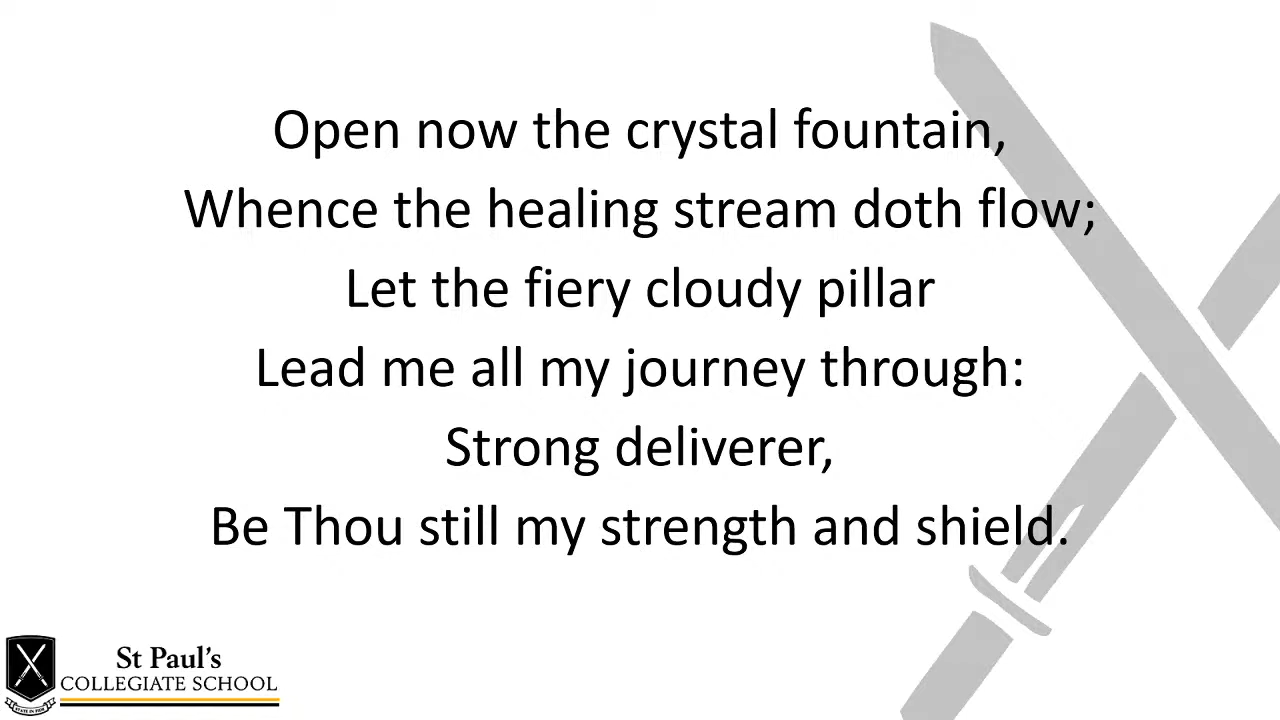 Open now the crystal fountain,
Whence the healing stream doth flow;
Let the fiery cloudy pillar
Lead me all my journey through:
Strong deliverer,
Be Thou still my strength and shield.
St Paul's
COLLEGIATE SCHOOL